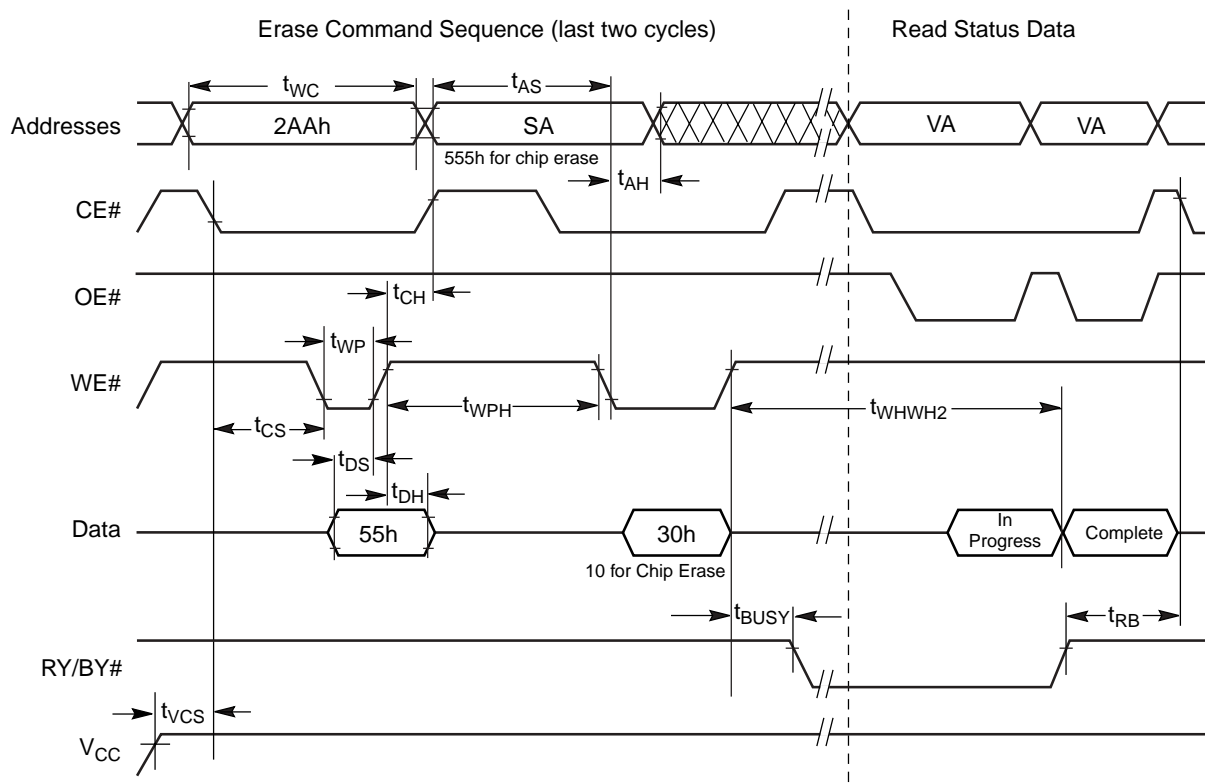 Erase Command Sequence (last two cycles) Read Status Data
tWC tAS
Addresses 2AAh SA VA VA
555h for chip erase
tAH
CE#
OE#
tCH
tWP
WE#
tWPH tWHWH2
tCS
tDS
tDH
Data 55h 30h In Progress Complete
10 for Chip Erase
tBUSY tRB
RY/BY#
tVCS
VCC